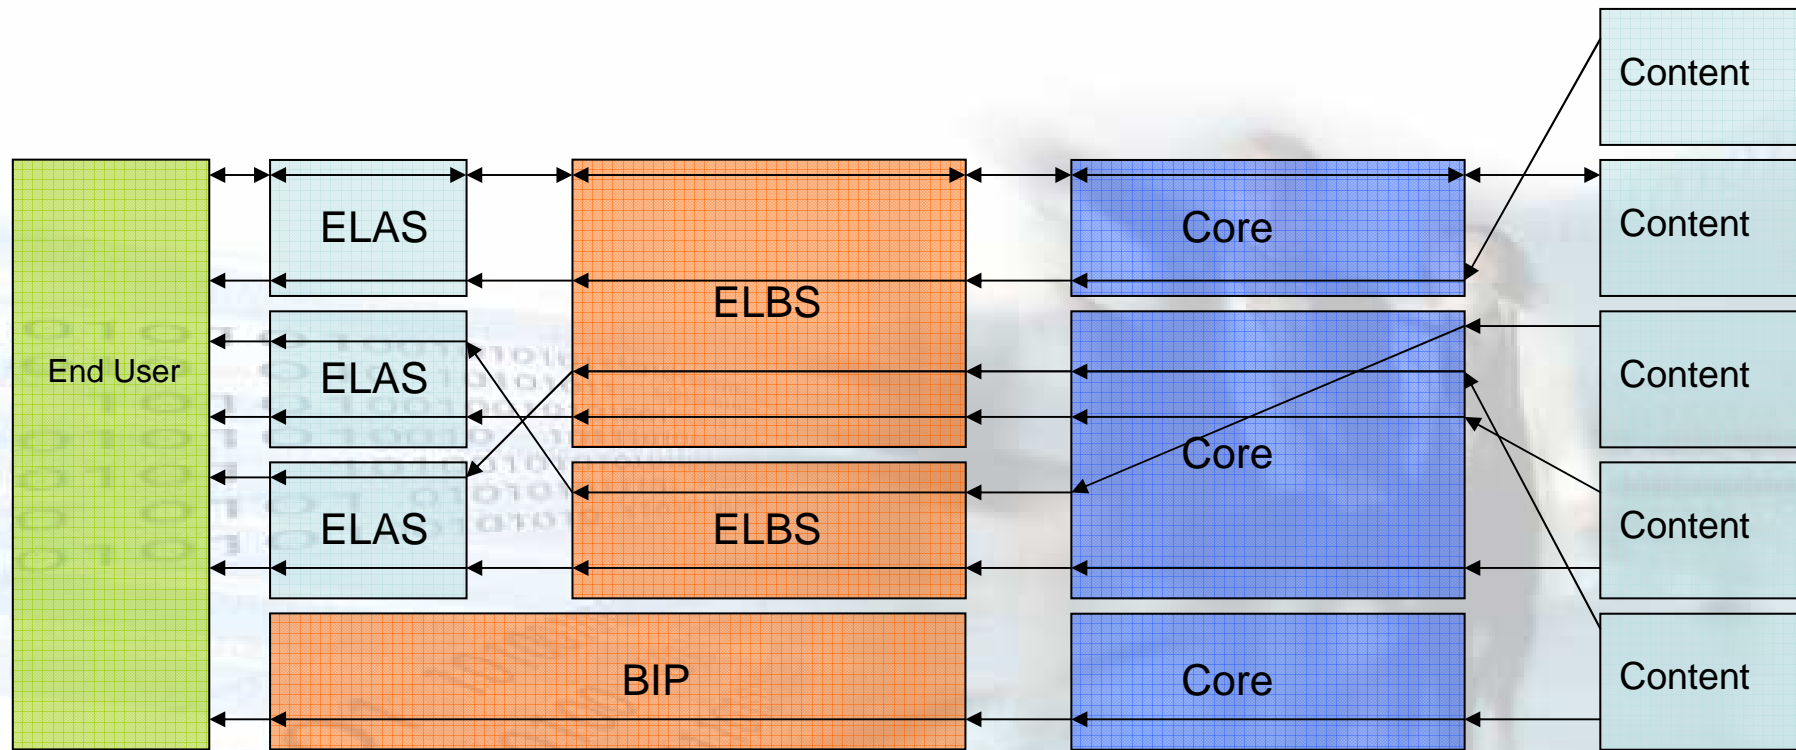 Content
ELAS
Core
Content
ELBS
End User
ELAS
Content
Core
ELAS
ELBS
Content
BIP
Core
Content